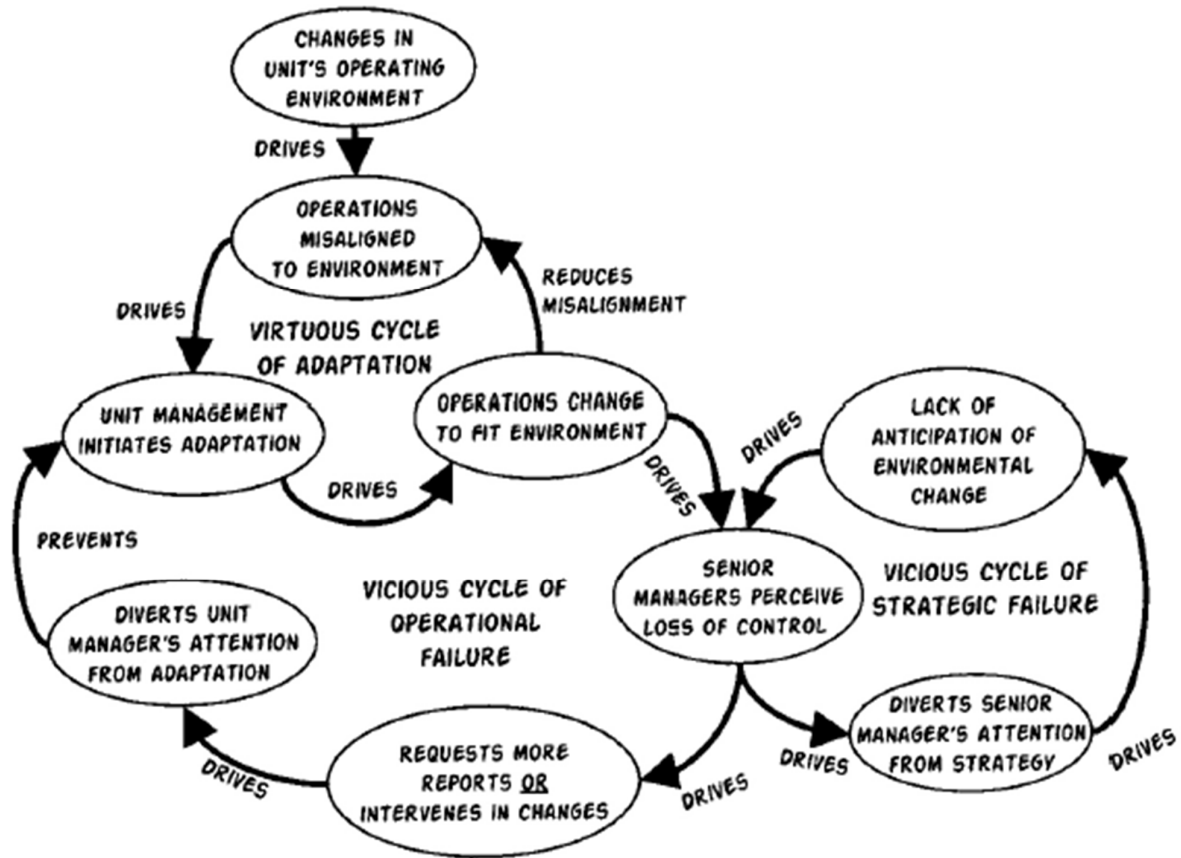 CHANGES IN
UNIT'S OPERATING
ENVIRONMENT
DRIVES
OPERATIONS
MISALIGNED
TO ENVIRONMENT
REDUCES
MISALIGNMENT
DRIVES
VIRTUOUS CYCLE
OF ADAPTATION
UNIT MANAGEMENT
INITIATES ADAPTATION
OPERATIONS CHANGE
TO FIT ENVIRONMENT
LACK OF
ANTICIPATION OF
ENVIRONMENTAL
CHANGE
DRIVES
DRIVES
DRIVES
PREVENTS
SENIOR
MANAGERS PERCEIVE
LOSS OF CONTROL
VICIOUS CYCLE OF
STRATEGIC FAILURE
VICIOUS CYCLE OF
OPERATIONAL
FAILURE
DIVERTS UNIT
MANAGER'S ATTENTION
FROM ADAPTATION
DIVERTS SENIOR
MANAGER'S ATTENTION
FROM STRATEGY
REQUESTS MORE
REPORTS OR
INTERVENES IN CHANGES
DRIVES
DRIVES
DRIVES
DRIVES